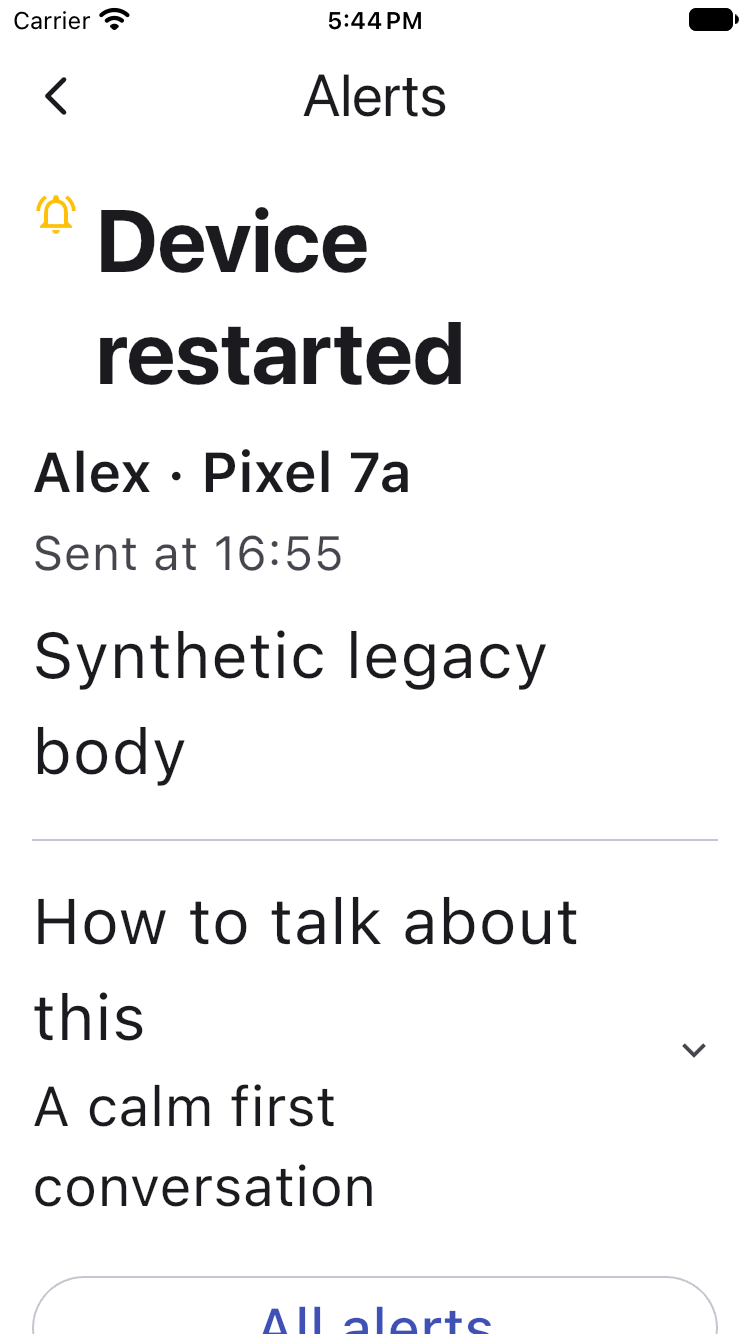 Carrier 5:44 PM
Alerts
Device
restarted
Alex · Pixel 7a
Sent at 16:55
Synthetic legacy
body
How to talk about
this
A calm first
conversation
All alerts